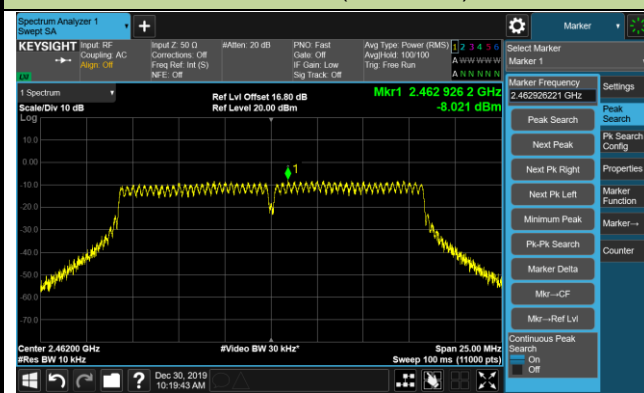 Spectrum Analyzer 1
Swept SA
+
Marker
KEYSIGHT
Input: RF
Coupling: AC
Align: Off
Input Z: 50 Ω
Corrections: Off
Freq Ref: Int (S)
NFE: Off
#Atten: 20 dB
PNO: Fast
Gate: Off
IF Gain: Low
Sig Track: Off
Avg Type: Power (RMS)
Avg|Hold: 100/100
Trig: Free Run
1 2 3 4 5 6
A W W W W W
A N N N N N
Select Marker
Marker 1
LXI
1 Spectrum
Scale/Div 10 dB
Ref Lvl Offset 16.80 dB
Ref Level 20.00 dBm
Mkr1 2.462 926 2 GHz
-8.021 dBm
Log
10.0
0.00
-10.0
-20.0
-30.0
-40.0
-50.0
-60.0
-70.0
1
Center 2.46200 GHz
#Res BW 10 kHz
#Video BW 30 kHz*
Span 25.00 MHz
Sweep 100 ms (11000 pts)
Marker Frequency
2.462926221 GHz
Peak Search
Next Peak
Next Pk Right
Next Pk Left
Minimum Peak
Pk-Pk Search
Marker Delta
Mkr→CF
Mkr→Ref Lvl
Continuous Peak
Search
On
Off
Settings
Peak
Search
Pk Search
Config
Properties
Marker
Function
Marker→
Counter
?
Dec 30, 2019
10:19:43 AM